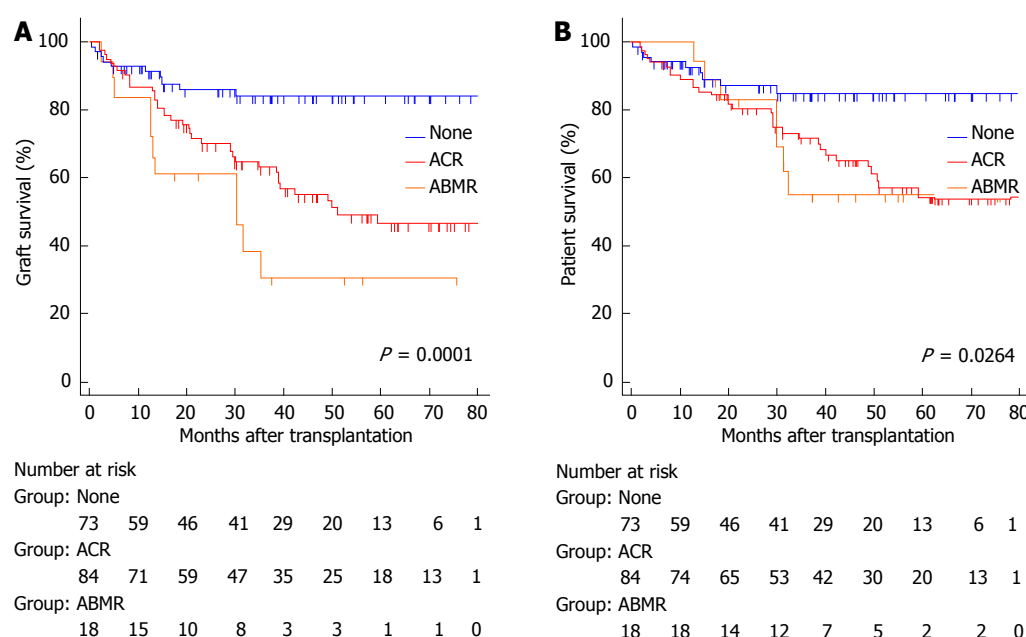 A
100
80
60
40
20
0
Graft survival (%)
None
ACR
ABMR
P = 0.0001
0 10 20 30 40 50 60 70 80
Months after transplantation
Number at risk
Group: None
73 59 46 41 29 20 13 6 1
Group: ACR
84 71 59 47 35 25 18 13 1
Group: ABMR
18 15 10 8 3 3 1 1 0
B
100
80
60
40
20
0
Patient survival (%)
None
ACR
ABMR
P = 0.0264
0 10 20 30 40 50 60 70 80
Months after transplantation
Number at risk
Group: None
73 59 46 41 29 20 13 6 1
Group: ACR
84 74 65 53 42 30 20 13 1
Group: ABMR
18 18 14 12 7 5 2 2 0